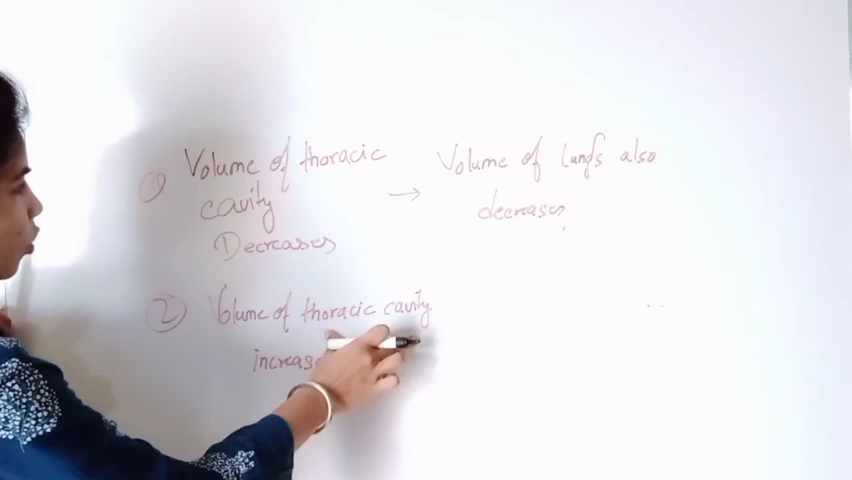 ① Volume of thoracic
cavity
Decreases
→ Volume of lungs also
decreases
② Volume of thoracic cavity